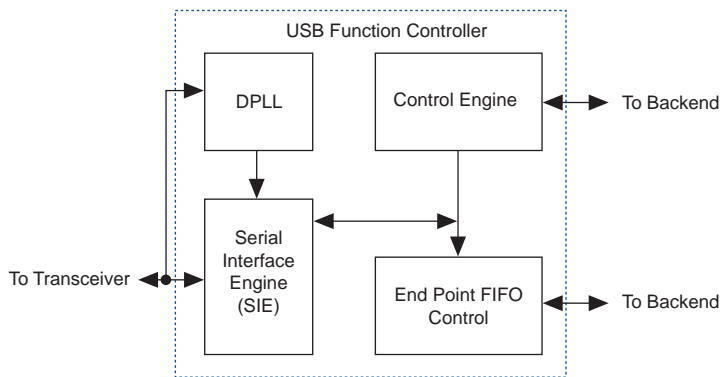 USB Function Controller
DPLL
Control Engine
To Backend
Serial
Interface
Engine
(SIE)
To Transceiver
End Point FIFO
Control
To Backend